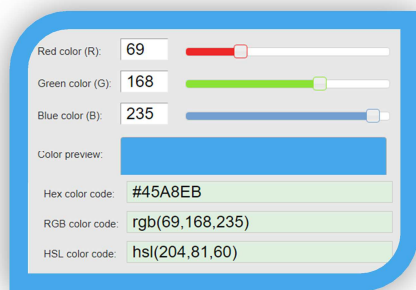 Red color (R): 69
Green color (G): 168
Blue color (B): 235
Color preview:
Hex color code: #45A8EB
RGB color code: rgb(69,168,235)
HSL color code: hsl(204,81,60)